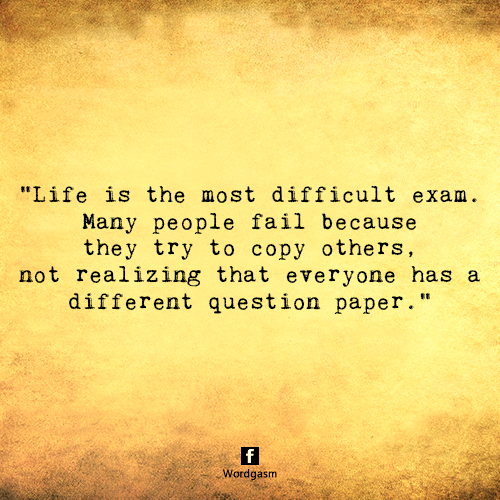 "Life is the most difficult exam.
Many people fail because
they try to copy others,
not realizing that everyone has a
different question paper."
f
Wordgasm